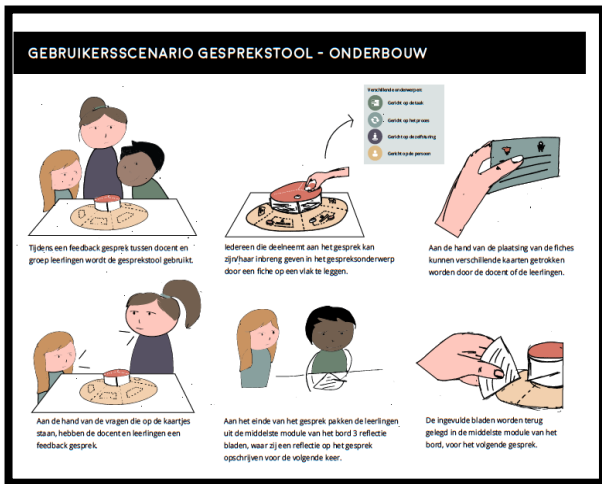 GEBRUIKERSSCENARIO GESPREKSTOOL - ONDERBOUW
Verschillende onderwerpen:
Gericht op de taak
Gericht op het proces
Gericht op de zelfsturing
Gericht op de persoon
Tijdens een feedback gesprek tussen docent en
groep leerlingen wordt de gesprekstool gebruikt.
Iedereen die deelneemt aan het gesprek kan
zijn/haar inbreng geven in het gespreksonderwerp
door een fiche op een vlak te leggen.
Aan de hand van de plaatsing van de fiches
kunnen verschillende kaarten getrokken
worden door de docent of de leerlingen.
Aan de hand van de vragen die op de kaartjes
staan, hebben de docent en leerlingen een
feedback gesprek.
Aan het einde van het gesprek pakken de leerlingen
uit de middelste module van het bord 3 reflectie
bladen, waar zij een reflectie op het gesprek
opschrijven voor de volgende keer.
De ingevulde bladen worden terug
gelegd in de middelste module van het
bord, voor het volgende gesprek.